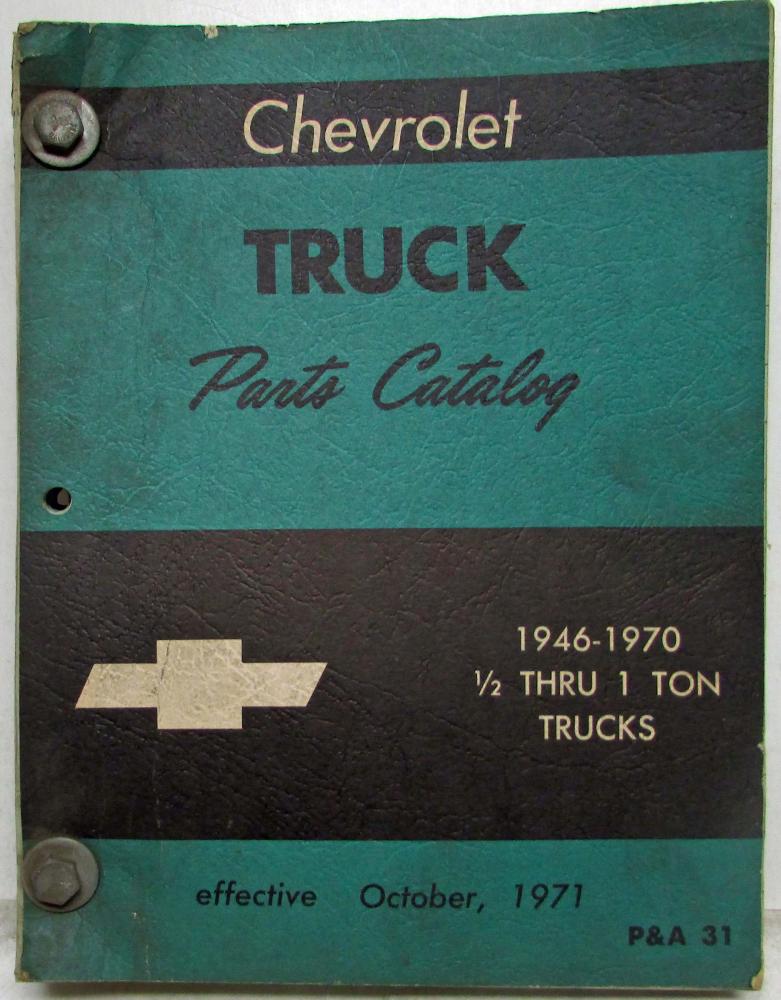 Chevrolet
TRUCK
Parts Catalog
1946-1970
½ THRU 1 TON
TRUCKS
effective October, 1971
P&A 31